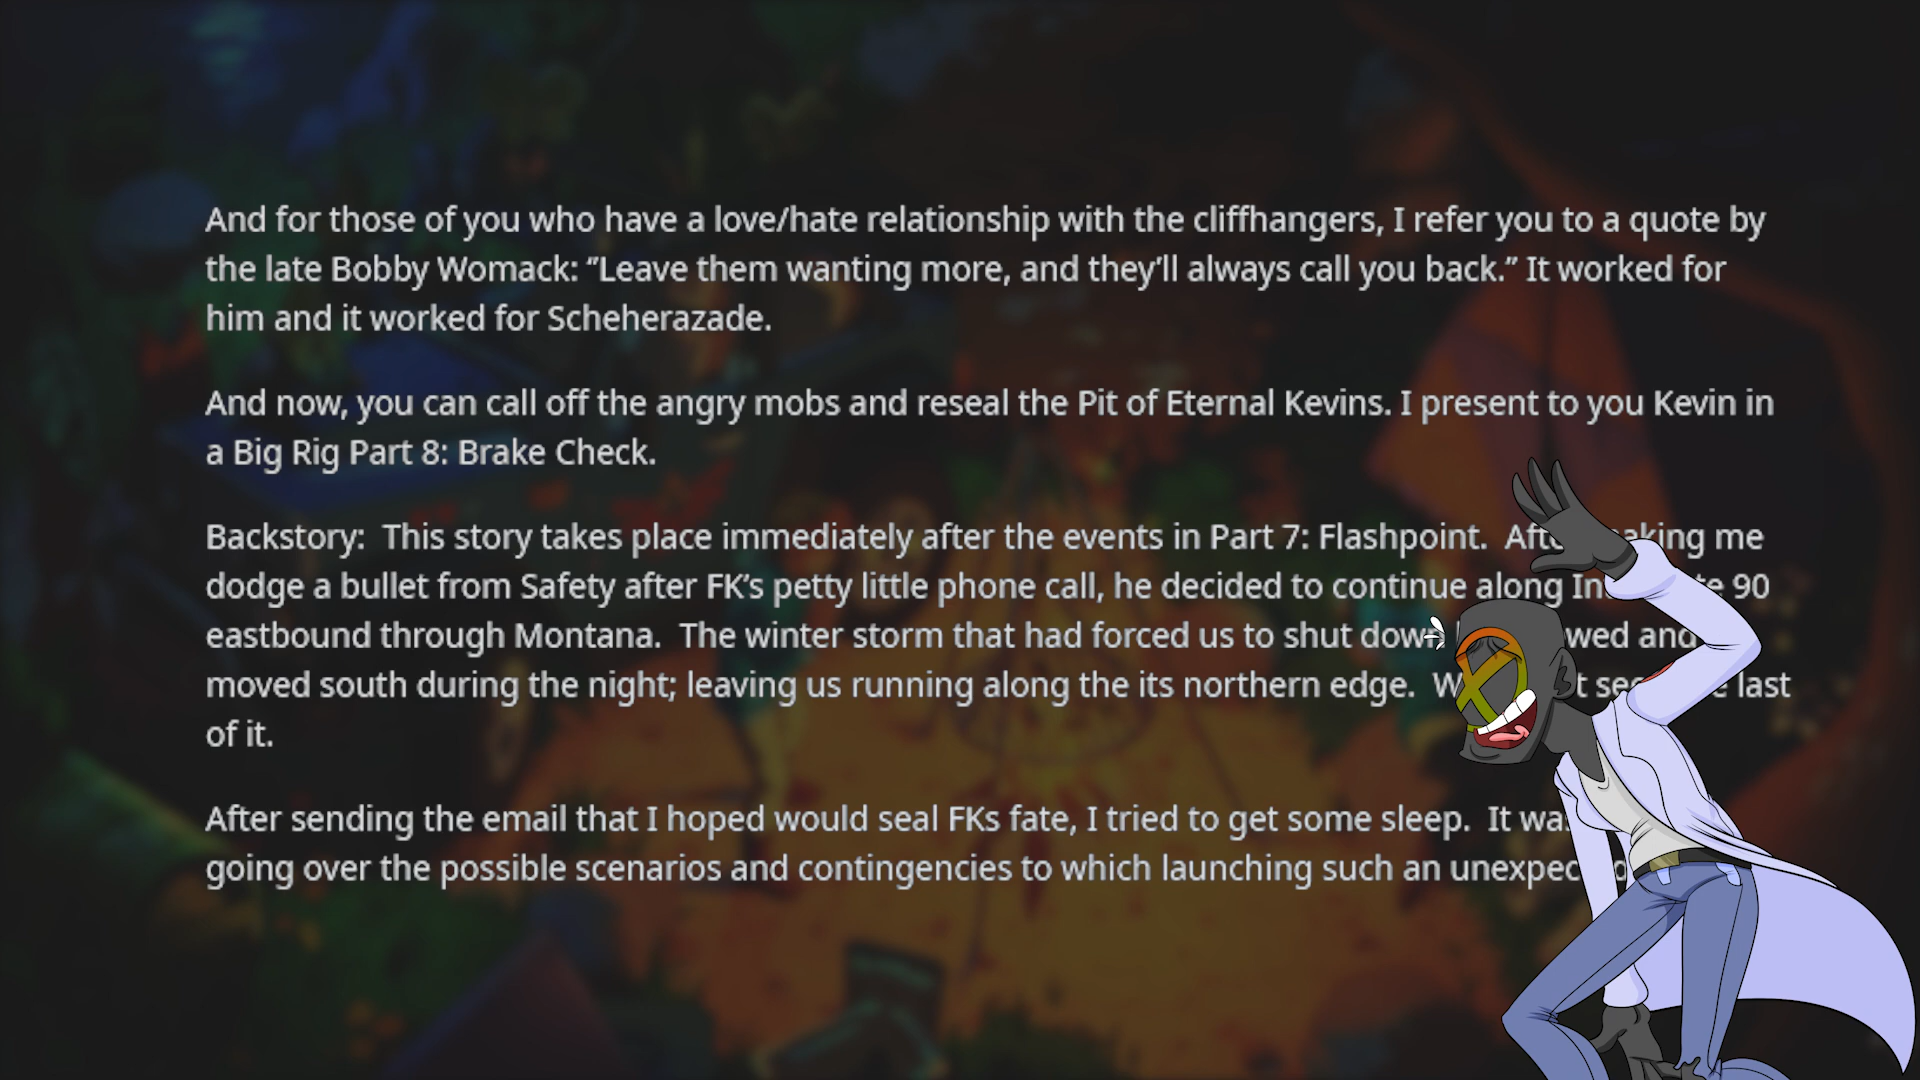 And for those of you who have a love/hate relationship with the cliffhangers, I refer you to a quote by
the late Bobby Womack: “Leave them wanting more, and they’ll always call you back.” It worked for
him and it worked for Scheherazade.
And now, you can call off the angry mobs and reseal the Pit of Eternal Kevins. I present to you Kevin in
a Big Rig Part 8: Brake Check.
Backstory:  This story takes place immediately after the events in Part 7: Flashpoint.  me
dodge a bullet from Safety after FK’s petty little phone call, he decided to continue along 90
eastbound through Montana.  The winter storm that had forced us to shut down and
moved south during the night; leaving us running along the its northern edge.  last
of it.
After sending the email that I hoped would seal FKs fate, I tried to get some sleep.  It
going over the possible scenarios and contingencies to which launching such an